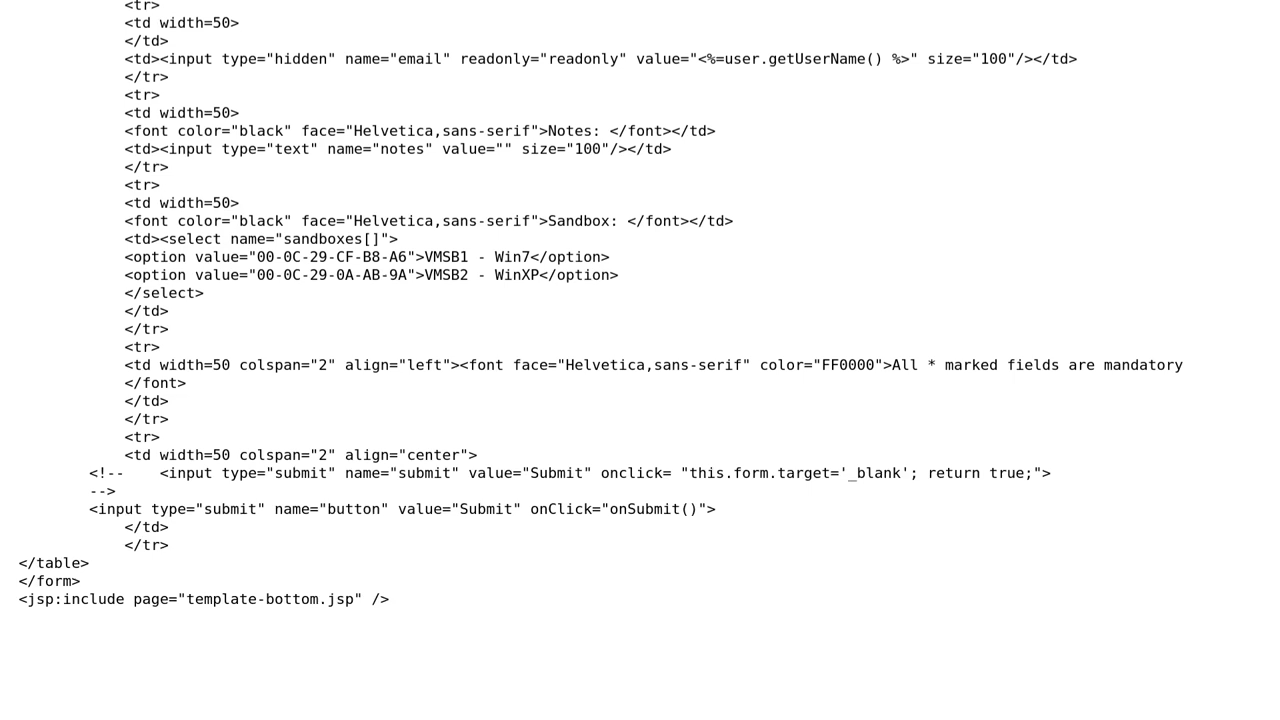 <tr>
<td width=50>
</td>
<td><input type="hidden" name="email" readonly="readonly" value="<%=user.getUserName() %>" size="100"/></td>
</tr>
<tr>
<td width=50>
<font color="black" face="Helvetica,sans-serif">Notes: </font></td>
<td><input type="text" name="notes" value="" size="100"/></td>
</tr>
<tr>
<td width=50>
<font color="black" face="Helvetica,sans-serif">Sandbox: </font></td>
<td><select name="sandboxes[]">
<option value="00-0C-29-CF-B8-A6">VMSB1 - Win7</option>
<option value="00-0C-29-0A-AB-9A">VMSB2 - WinXP</option>
</select>
</td>
</tr>
<tr>
<td width=50 colspan="2" align="left"><font face="Helvetica,sans-serif" color="FF0000">All * marked fields are mandatory
</font>
</td>
</tr>
<tr>
<td width=50 colspan="2" align="center">
<!--    <input type="submit" name="submit" value="Submit" onclick= "this.form.target='_blank'; return true;">
-->
<input type="submit" name="button" value="Submit" onClick="onSubmit()">
</td>
</tr>
</table>
</form>
<jsp:include page="template-bottom.jsp" />